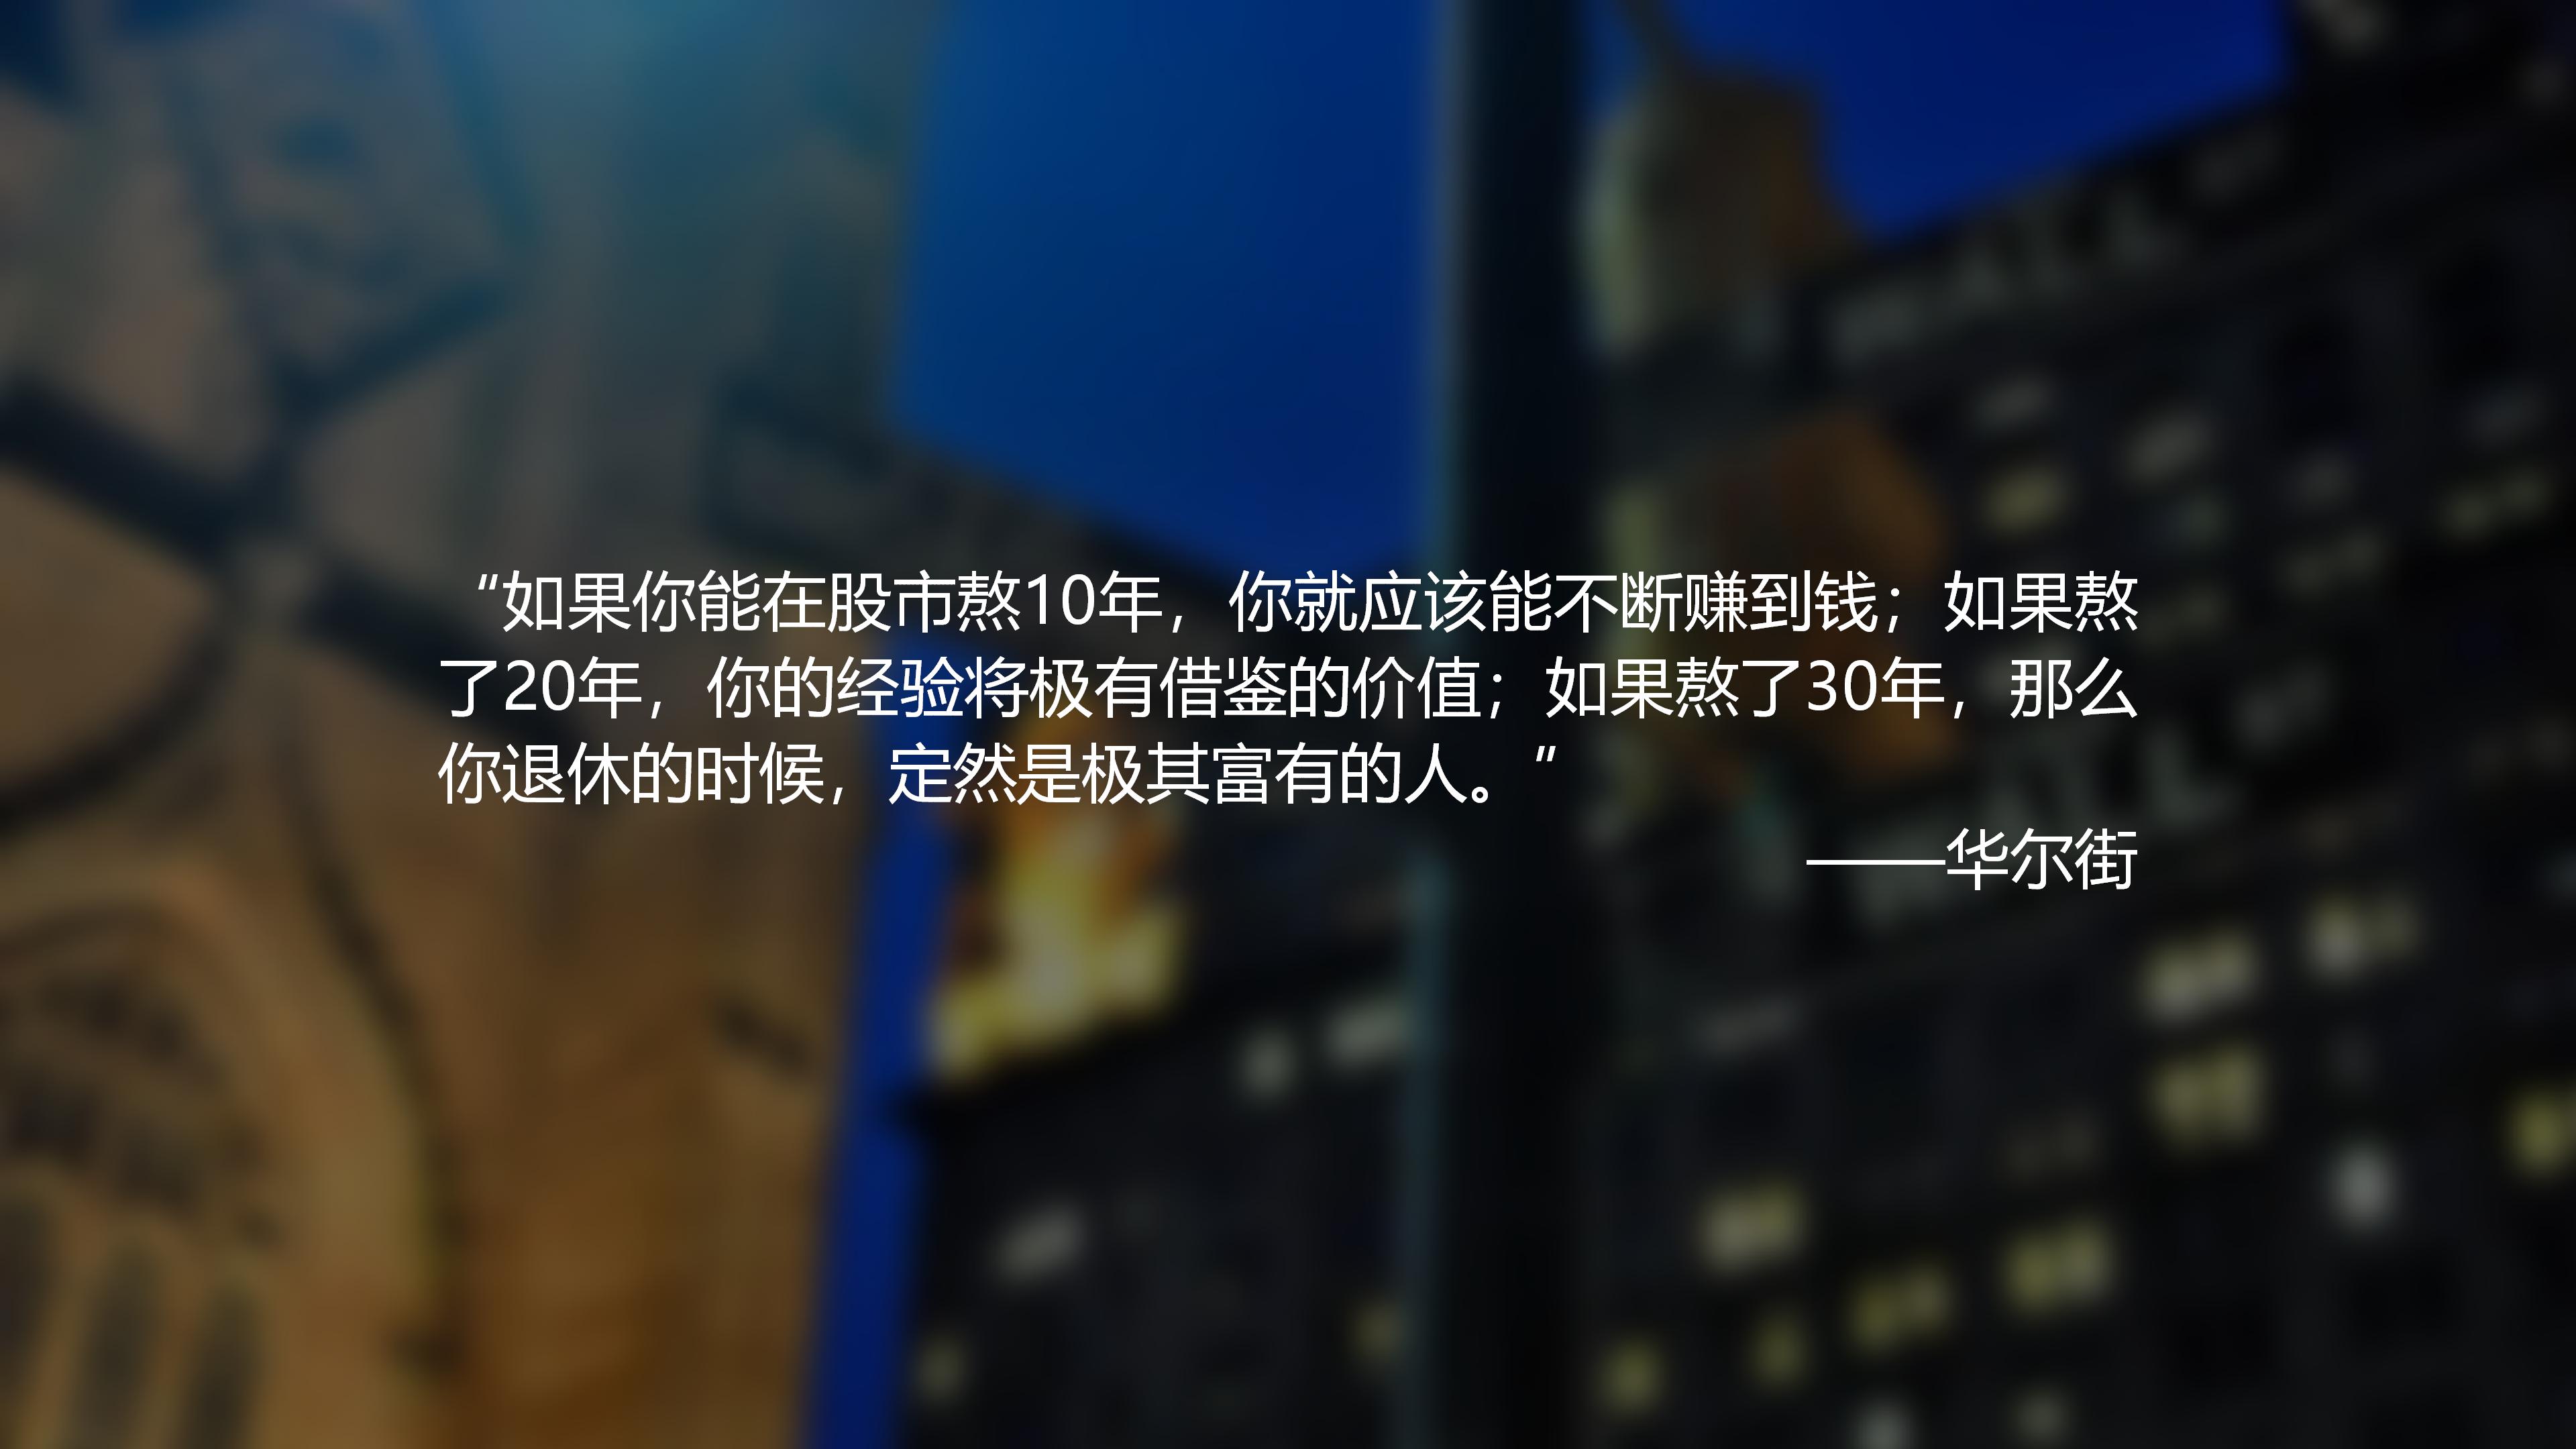 “如果你能在股市熬10年，你就应该能不断赚到钱；如果熬
了20年，你的经验将极有借鉴的价值；如果熬了30年，那么
你退休的时候，定然是极其富有的人。”
——华尔街